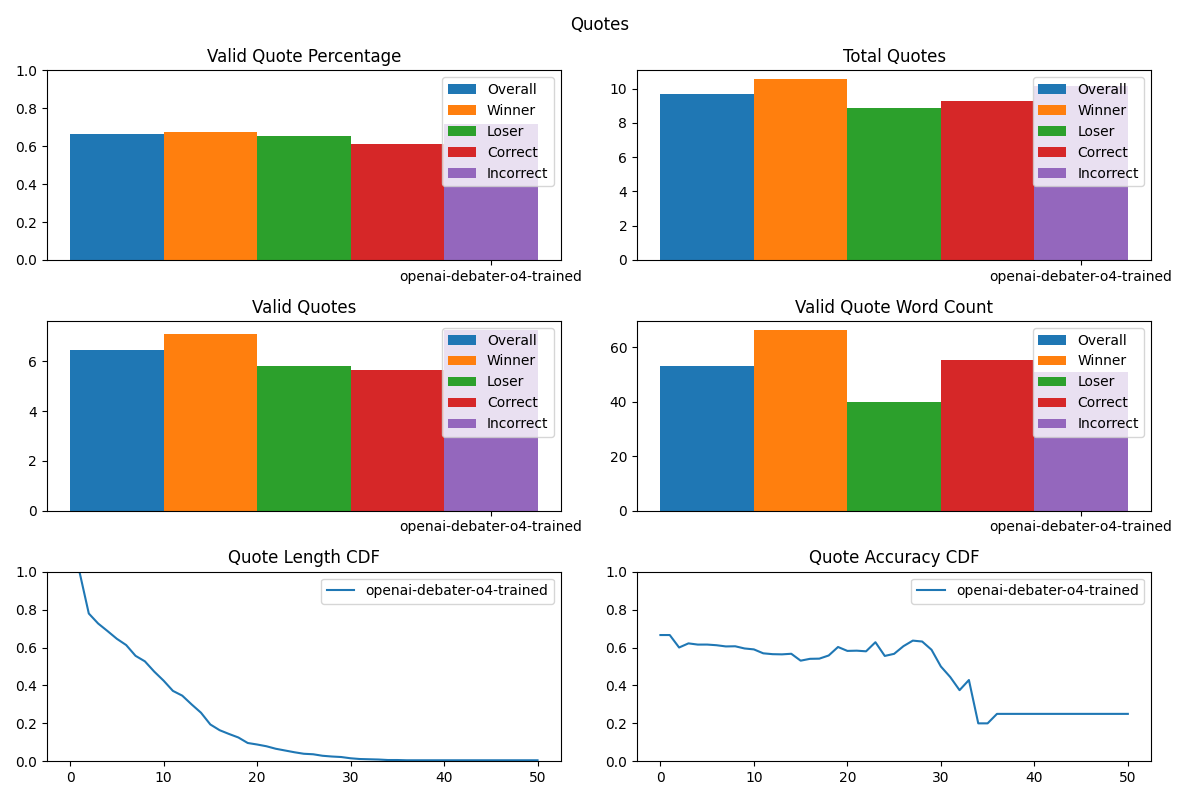 Quotes
Valid Quote Percentage
1.0
0.8
0.6
0.4
0.2
0.0
Overall
Winner
Loser
Correct
Incorrect
openai-debater-o4-trained
Total Quotes
10
8
6
4
2
0
Overall
Winner
Loser
Correct
Incorrect
openai-debater-o4-trained
Valid Quotes
6
4
2
0
Overall
Winner
Loser
Correct
Incorrect
openai-debater-o4-trained
Valid Quote Word Count
60
40
20
0
Overall
Winner
Loser
Correct
Incorrect
openai-debater-o4-trained
Quote Length CDF
1.0
0.8
0.6
0.4
0.2
0.0
openai-debater-o4-trained
0 10 20 30 40 50
Quote Accuracy CDF
1.0
0.8
0.6
0.4
0.2
0.0
openai-debater-o4-trained
0 10 20 30 40 50